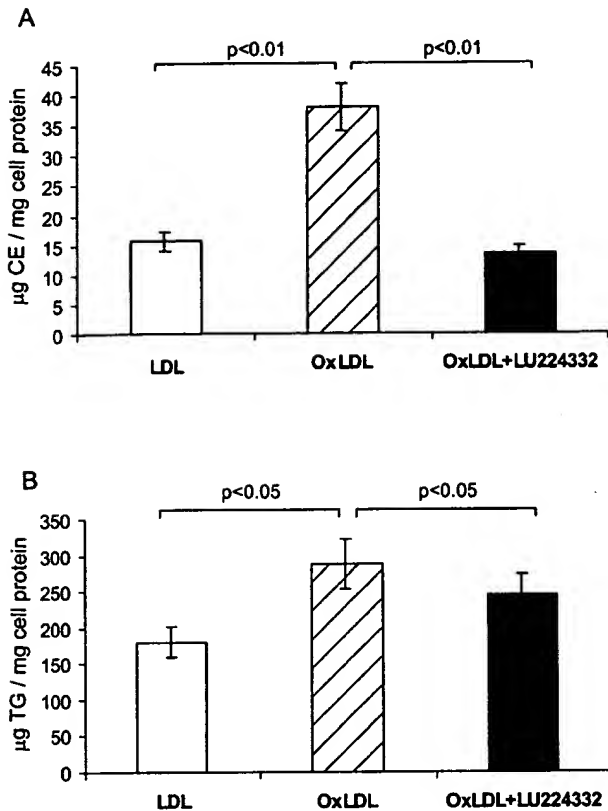 A
p<0.01 p<0.01
45
40
35
30
25
20
15
10
5
0
µg CE / mg cell protein
LDL OxLDL OxLDL+LU224332
B
p<0.05 p<0.05
350
300
250
200
150
100
50
0
µg TG / mg cell protein
LDL OxLDL OxLDL+LU224332